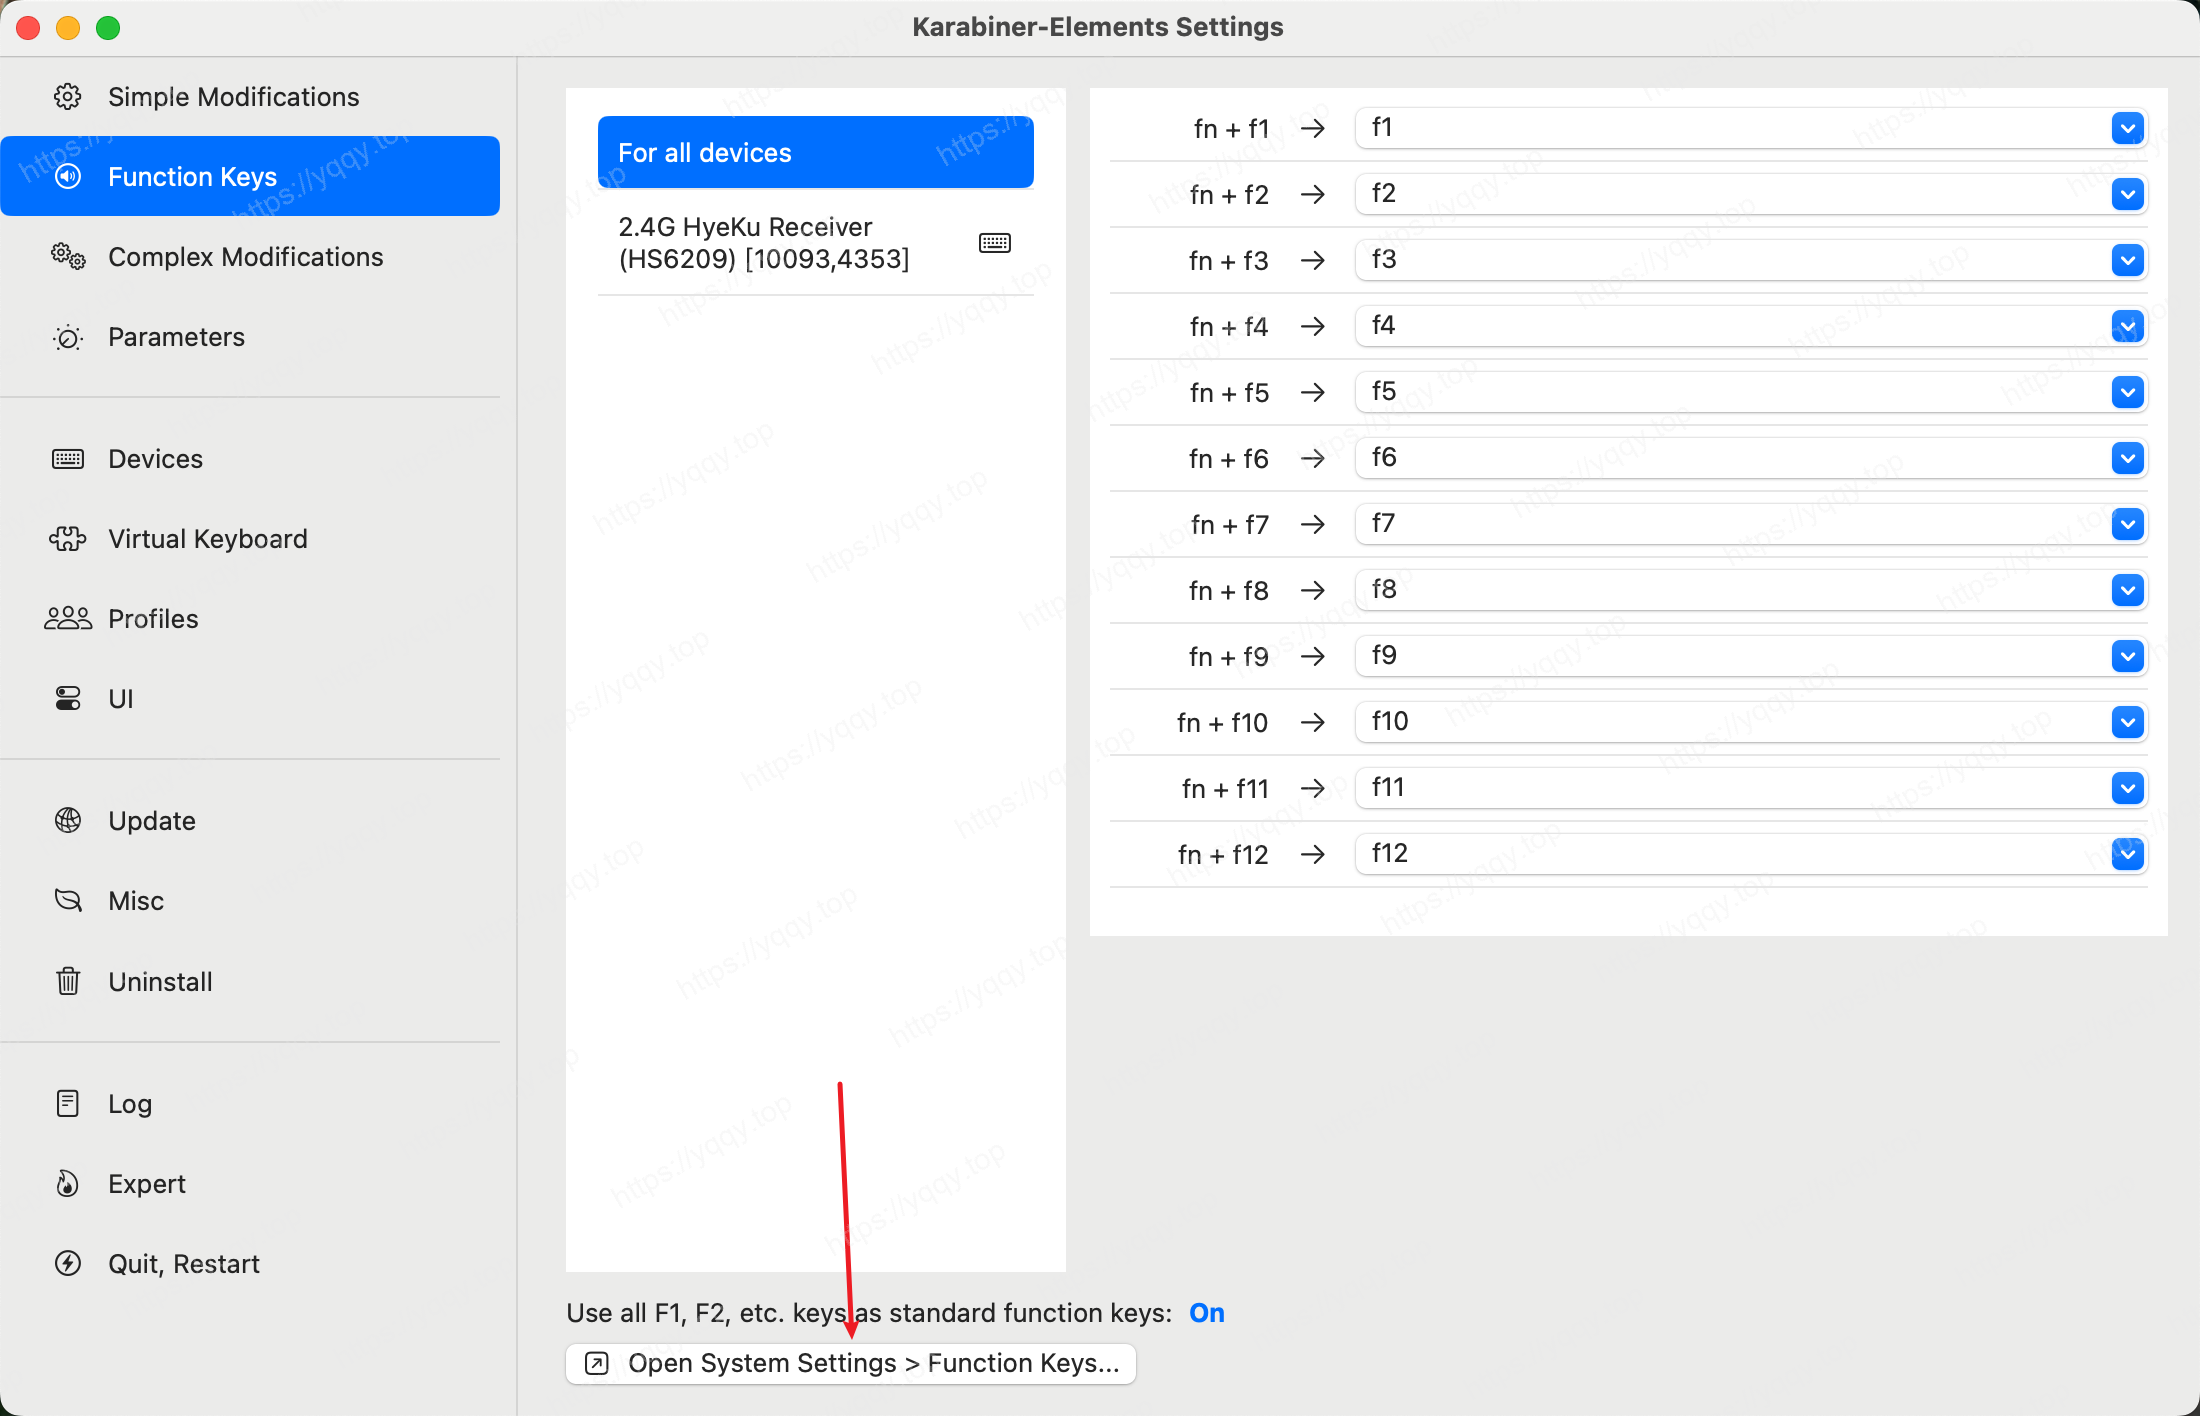 Karabiner-Elements Settings
Simple Modifications
Function Keys
Complex Modifications
Parameters
Devices
Virtual Keyboard
Profiles
UI
Update
Misc
Uninstall
Log
Expert
Quit, Restart
For all devices
2.4G HyeKu Receiver
(HS6209) [10093,4353]
fn + f1 → f1
fn + f2 → f2
fn + f3 → f3
fn + f4 → f4
fn + f5 → f5
fn + f6 → f6
fn + f7 → f7
fn + f8 → f8
fn + f9 → f9
fn + f10 → f10
fn + f11 → f11
fn + f12 → f12
Use all F1, F2, etc. keys as standard function keys: On
Open System Settings > Function Keys...
https://yqqy.top